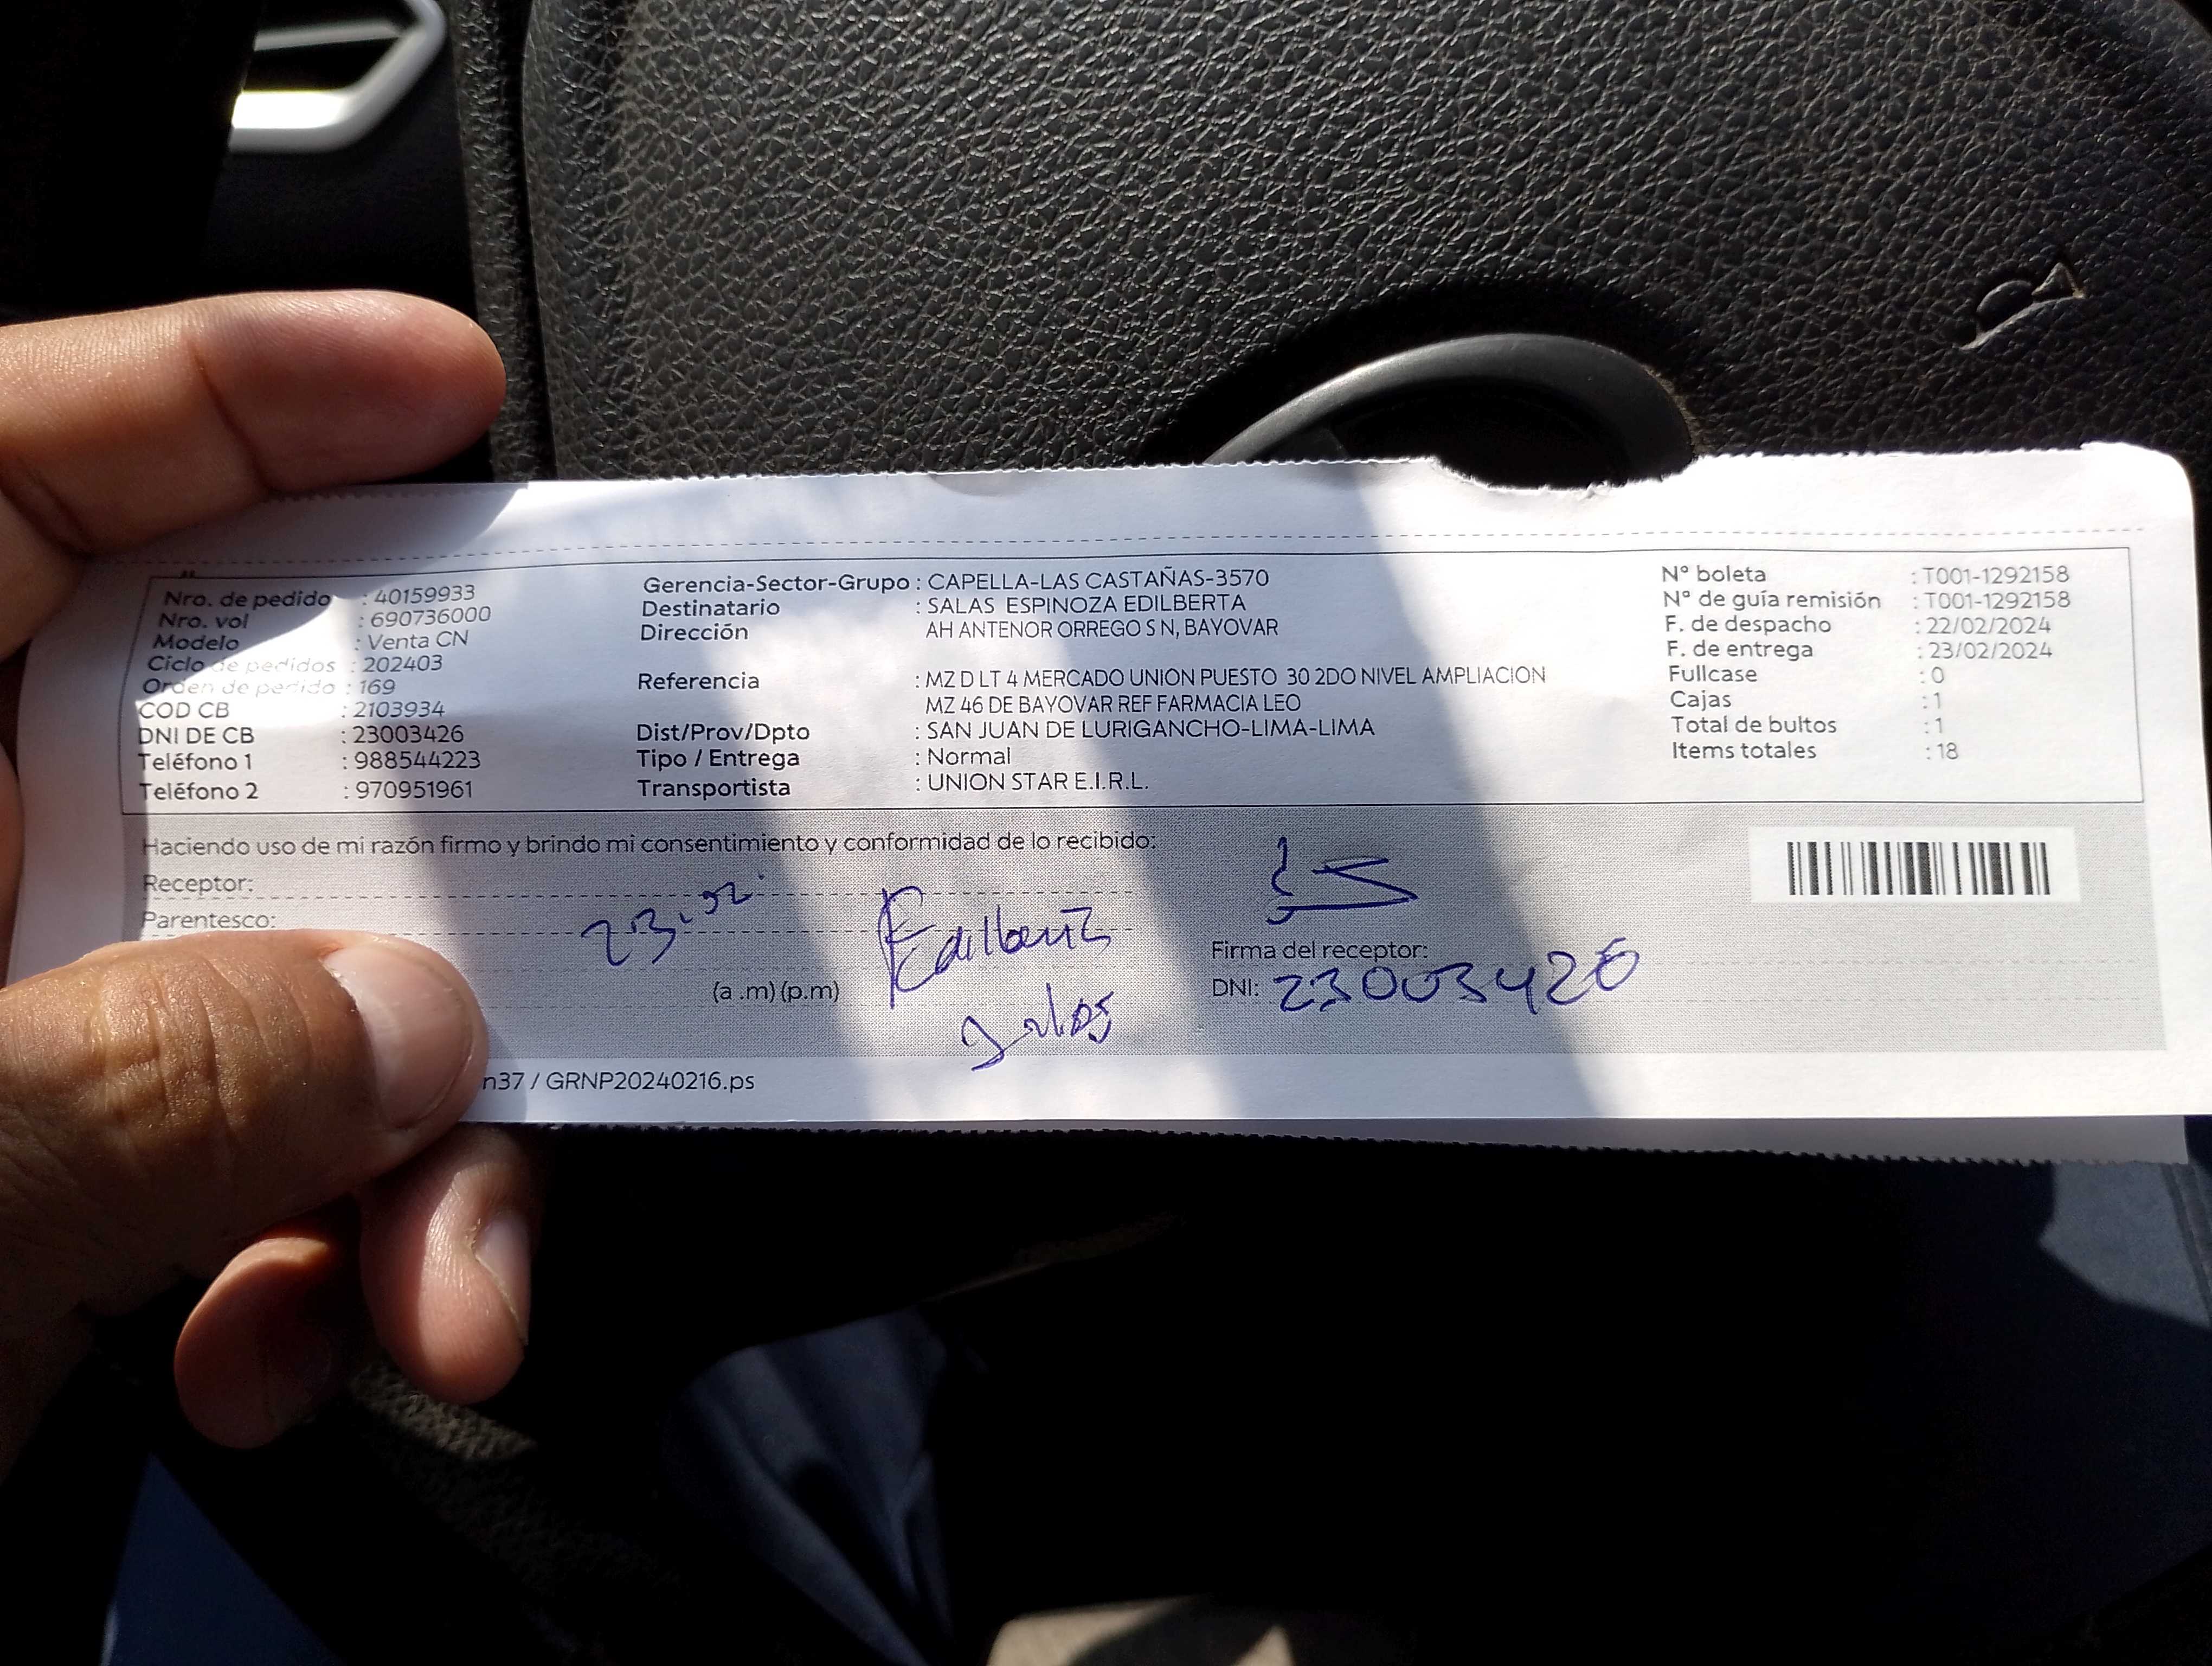 Nro. de pedido : 40159933
Nro. vol : 690736000
Modelo : Venta CN
Ciclo de pedidos : 202403
Orden de pedido : 169
COD CB : 2103934
DNI DE CB : 23003426
Teléfono 1 : 988544223
Teléfono 2 : 970951961
Gerencia-Sector-Grupo : CAPELLA-LAS CASTAÑAS-3570
Destinatario : SALAS ESPINOZA EDILBERTA
Dirección AH ANTENOR ORREGO S N, BAYOVAR
Referencia : MZ D LT 4 MERCADO UNION PUESTO 30 2DO NIVEL AMPLIACION
MZ 46 DE BAYOVAR REF FARMACIA LEO
Dist/Prov/Dpto : SAN JUAN DE LURIGANCHO-LIMA-LIMA
Tipo / Entrega : Normal
Transportista : UNION STAR E.I.R.L.
N° boleta : T001-1292158
N° de guía remisión : T001-1292158
F. de despacho : 22/02/2024
F. de entrega : 23/02/2024
Fullcase : 0
Cajas : 1
Total de bultos : 1
Items totales : 18
Haciendo uso de mi razón firmo y brindo mi consentimiento y conformidad de lo recibido:
Receptor:
Parentesco:
(a .m) (p.m)
Firma del receptor:
DNI: 23003426
n37 / GRNP20240216.ps